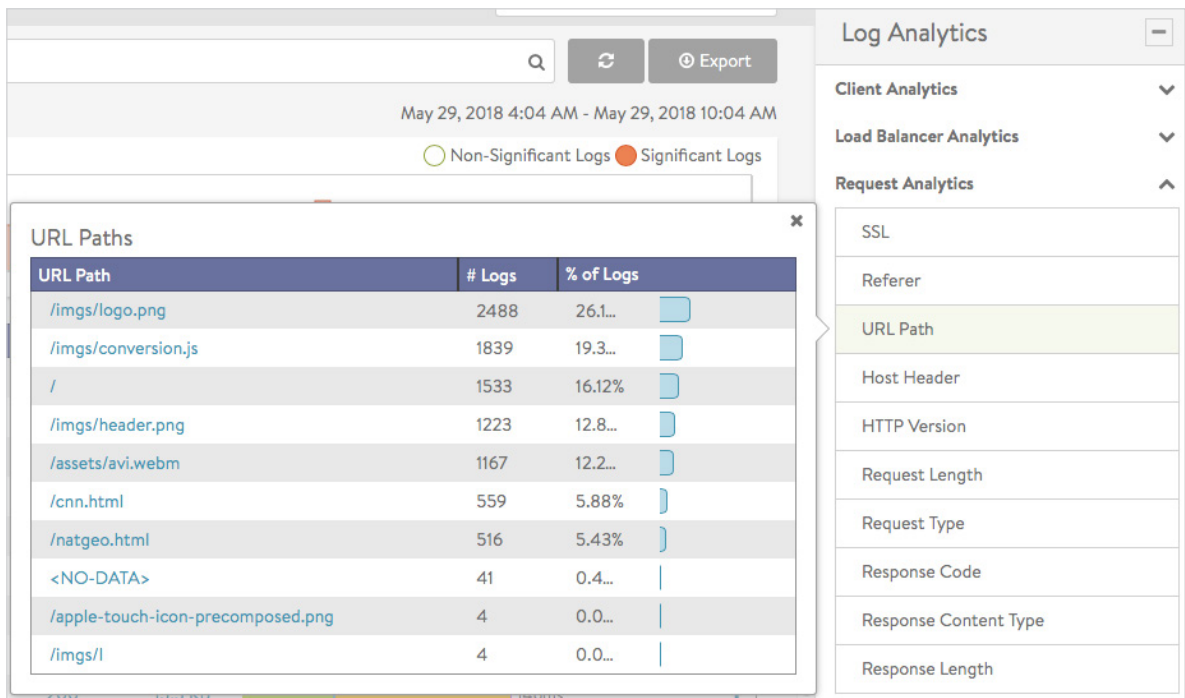 Log Analytics
Export
May 29, 2018 4:04 AM - May 29, 2018 10:04 AM
Non-Significant Logs Significant Logs
Client Analytics
Load Balancer Analytics
Request Analytics
SSL
Referer
URL Path
Host Header
HTTP Version
Request Length
Request Type
Response Code
Response Content Type
Response Length
URL Paths
URL Path # Logs % of Logs
/imgs/logo.png 2488 26.1...
/imgs/conversion.js 1839 19.3...
/ 1533 16.12%
/imgs/header.png 1223 12.8...
/assets/avi.webm 1167 12.2...
/cnn.html 559 5.88%
/natgeo.html 516 5.43%
<NO-DATA> 41 0.4...
/apple-touch-icon-precomposed.png 4 0.0...
/imgs/l 4 0.0...